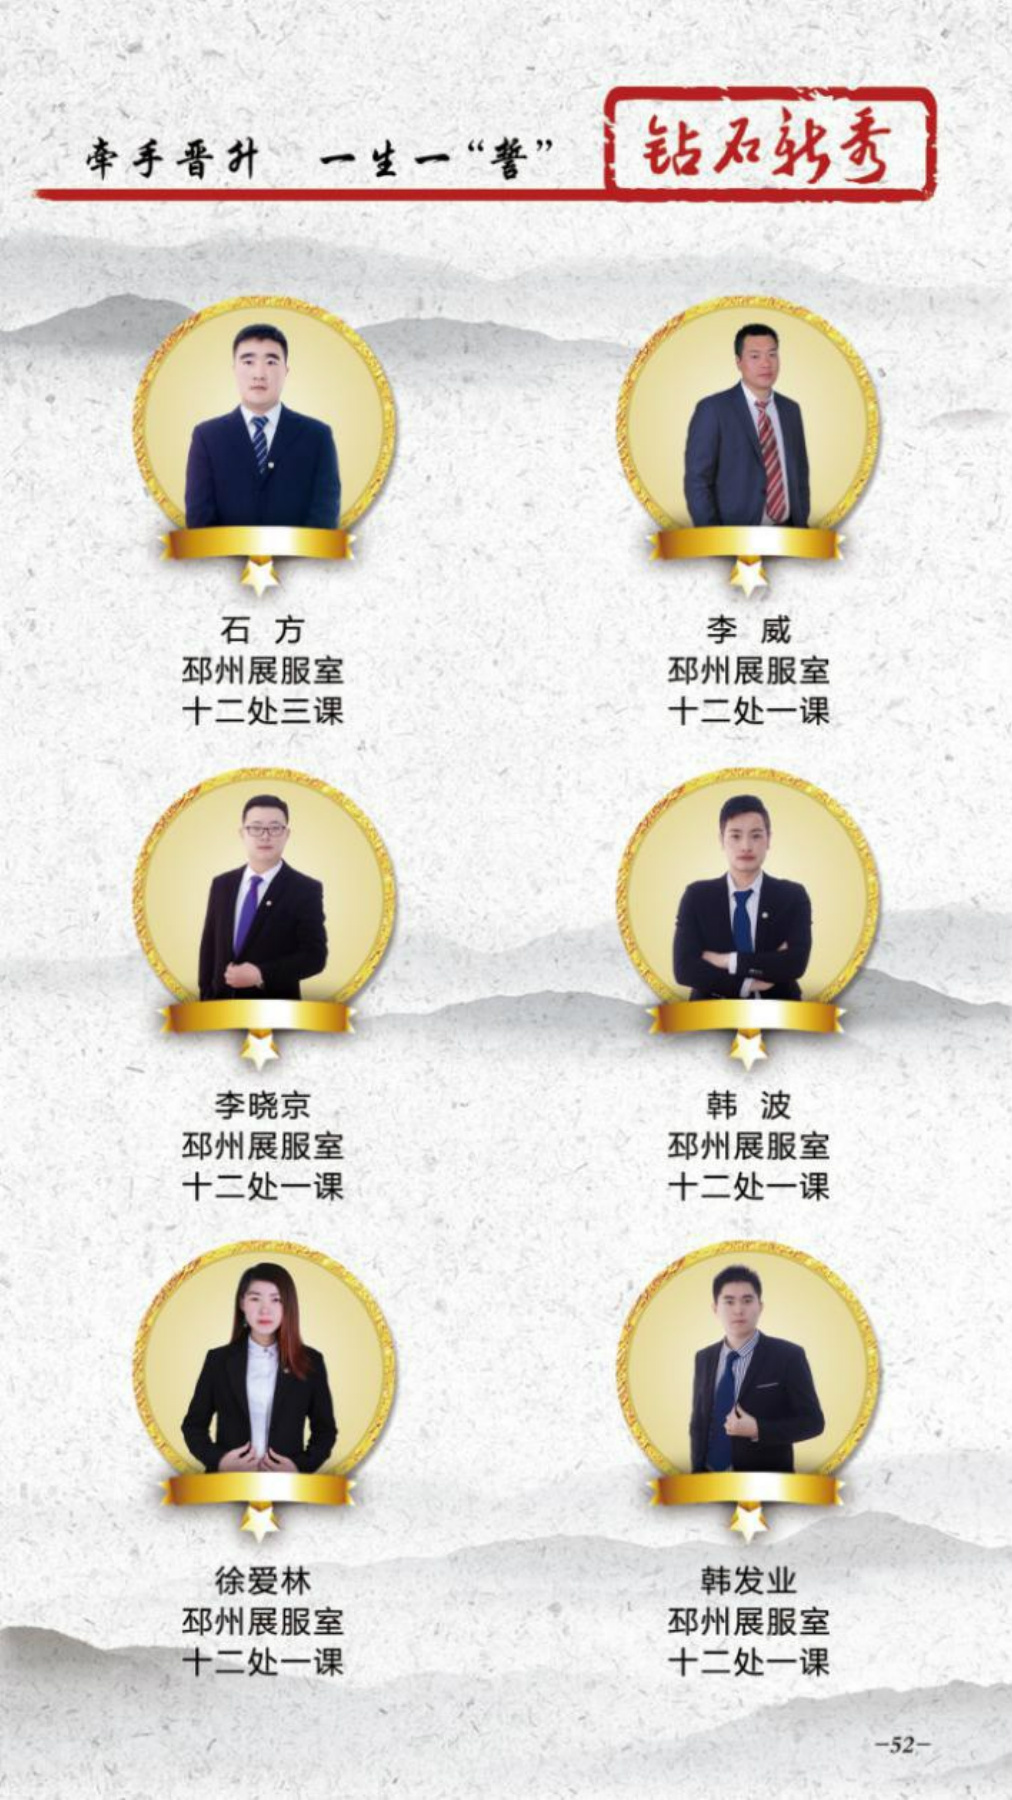 牵手晋升 一生一“誓”
钻石新秀
石 方
邳州展服室
十二处三课
李 威
邳州展服室
十二处一课
李晓京
邳州展服室
十二处一课
韩 波
邳州展服室
十二处一课
徐爱林
邳州展服室
十二处一课
韩发业
邳州展服室
十二处一课
-52-